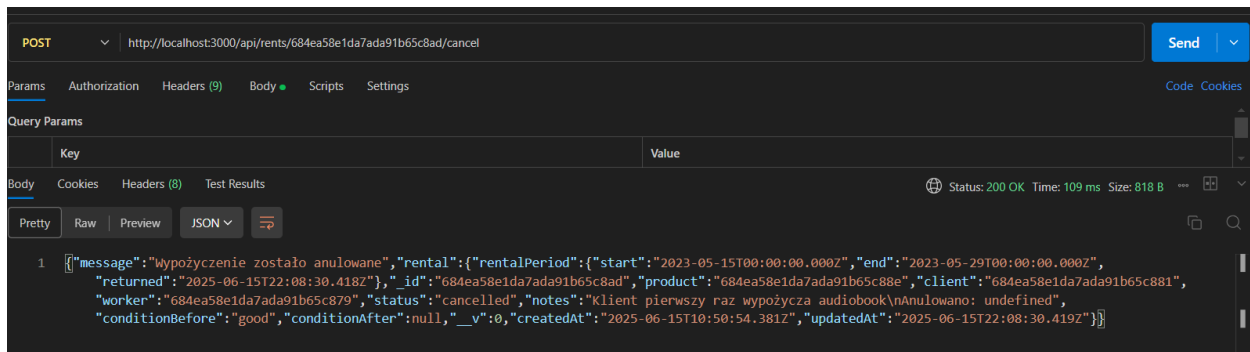 POST http://localhost:3000/api/rents/684ea58e1da7ada91b65c8ad/cancel Send
Params Authorization Headers (9) Body Scripts Settings Code Cookies
Query Params
Key Value
Body Cookies Headers (8) Test Results Status: 200 OK Time: 109 ms Size: 818 B
Pretty Raw Preview JSON
1 {"message":"Wypożyczenie zostało anulowane","rental":{"rentalPeriod":{"start":"2023-05-15T00:00:00.000Z","end":"2023-05-29T00:00:00.000Z",
"returned":"2025-06-15T22:08:30.418Z"},"_id":"684ea58e1da7ada91b65c8ad","product":"684ea58e1da7ada91b65c88e","client":"684ea58e1da7ada91b65c881",
"worker":"684ea58e1da7ada91b65c879","status":"cancelled","notes":"Klient pierwszy raz wypożycza audiobook\nAnulowano: undefined",
"conditionBefore":"good","conditionAfter":null,"__v":0,"createdAt":"2025-06-15T10:50:54.381Z","updatedAt":"2025-06-15T22:08:30.419Z"}}